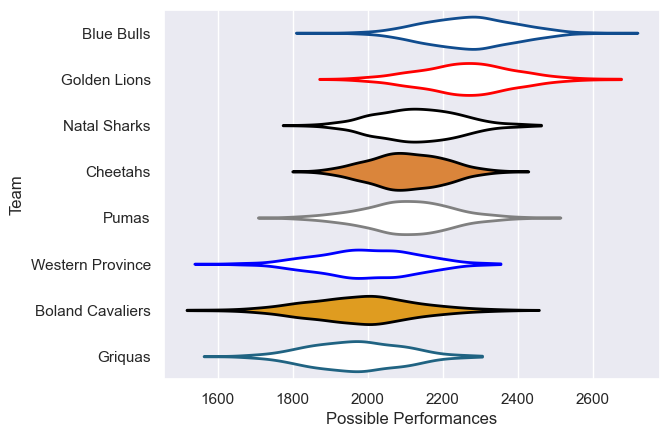 Blue Bulls
Golden Lions
Natal Sharks
Cheetahs
Pumas
Western Province
Boland Cavaliers
Griquas
Team
1600 1800 2000 2200 2400 2600
Possible Performances